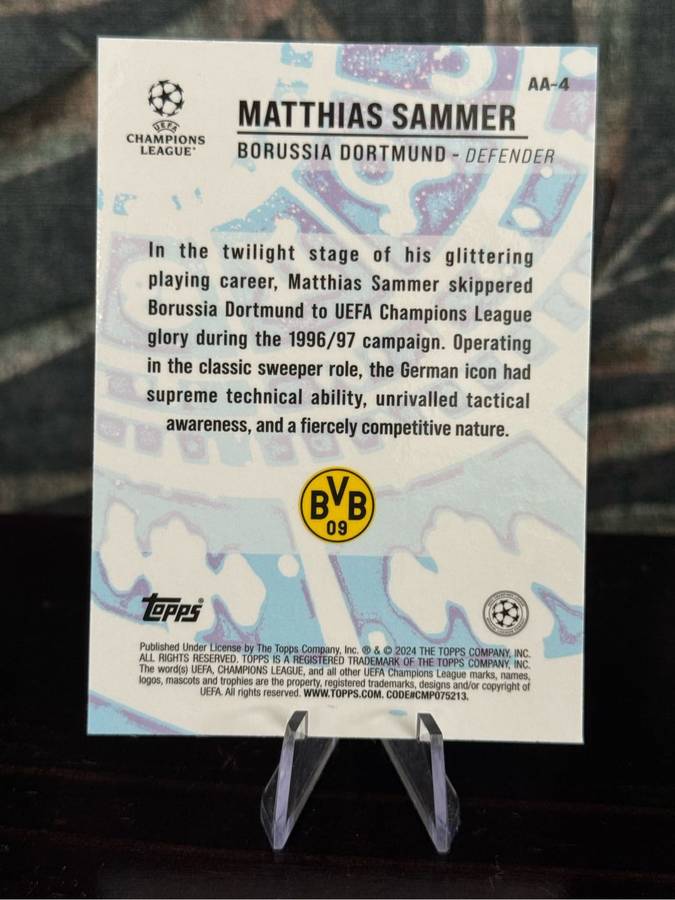 AA-4
UEFA
CHAMPIONS
LEAGUE
MATTHIAS SAMMER
BORUSSIA DORTMUND - DEFENDER
In the twilight stage of his glittering
playing career, Matthias Sammer skippered
Borussia Dortmund to UEFA Champions League
glory during the 1996/97 campaign. Operating
in the classic sweeper role, the German icon had
supreme technical ability, unrivalled tactical
awareness, and a fiercely competitive nature.
BVB
09
Topps®
Published Under License by The Topps Company, Inc. ® & © 2024 THE TOPPS COMPANY, INC.
ALL RIGHTS RESERVED. TOPPS IS A REGISTERED TRADEMARK OF THE TOPPS COMPANY, INC.
The word(s) UEFA, CHAMPIONS LEAGUE, and all other UEFA Champions League marks, names,
logos, mascots and trophies are the property, registered trademarks, designs and/or copyright of
UEFA. All rights reserved. WWW.TOPPS.COM. CODE#CMP075213.